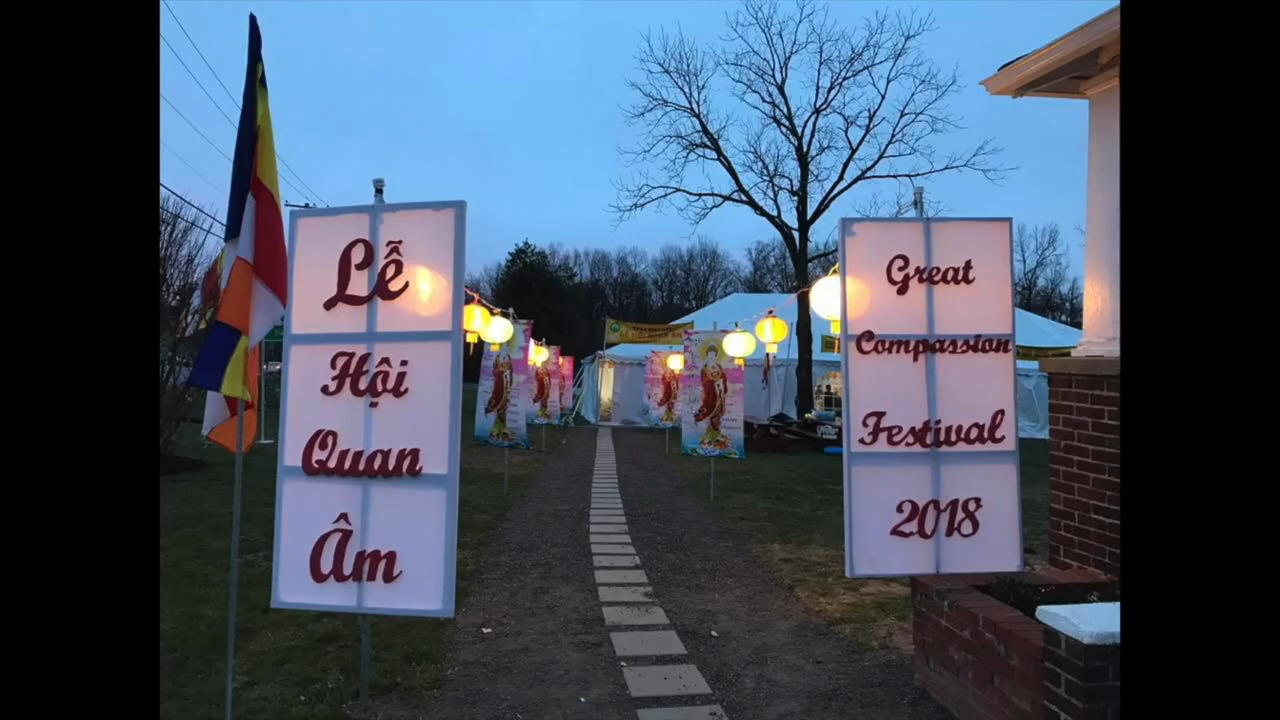 Lễ
Hội
Quan
Âm
Great
Compassion
Festival
2018